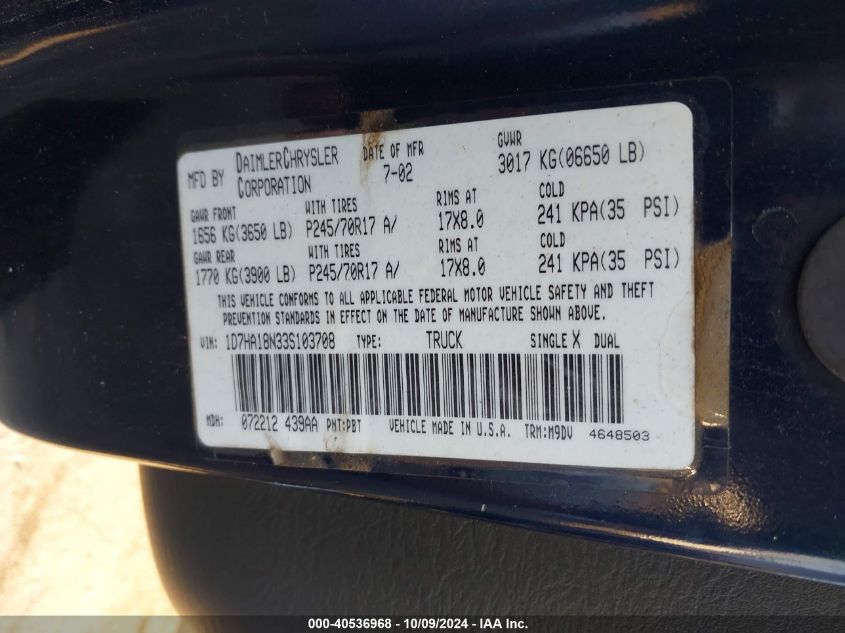 MFD BY DAIMLERCHRYSLER CORPORATION DATE OF MFR 7-02 GVWR 3017 KG(06650 LB)
GAWR FRONT WITH TIRES RIMS AT COLD
1656 KG(3650 LB) P245/70R17 A/ 17X8.0 241 KPA(35 PSI)
GAWR REAR WITH TIRES RIMS AT COLD
1770 KG(3900 LB) P245/70R17 A/ 17X8.0 241 KPA(35 PSI)
THIS VEHICLE CONFORMS TO ALL APPLICABLE FEDERAL MOTOR VEHICLE SAFETY AND THEFT
PREVENTION STANDARDS IN EFFECT ON THE DATE OF MANUFACTURE SHOWN ABOVE.
VIN: 1D7HA18N33S103708 TYPE: TRUCK SINGLE X DUAL
MDH: 072212 439AA PNT:PBT VEHICLE MADE IN U.S.A. TRM:M9DV 4648503
000-40536968 - 10/09/2024 - IAA Inc.